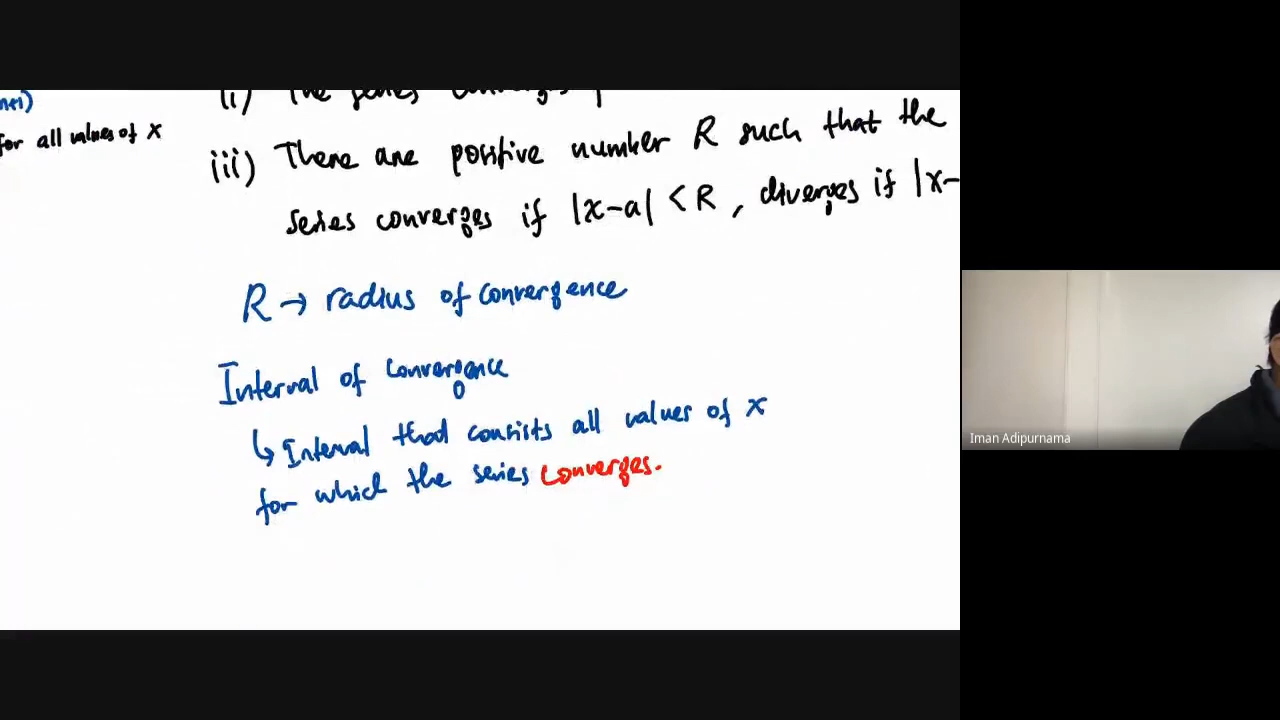 for all values of x
iii) There are positive number R such that the
series converges if |x-a| < R, diverges if |x-
R → radius of convergence
Interval of convergence
↳ Interval that consists all values of x
for which the series converges.
Iman Adipurnama